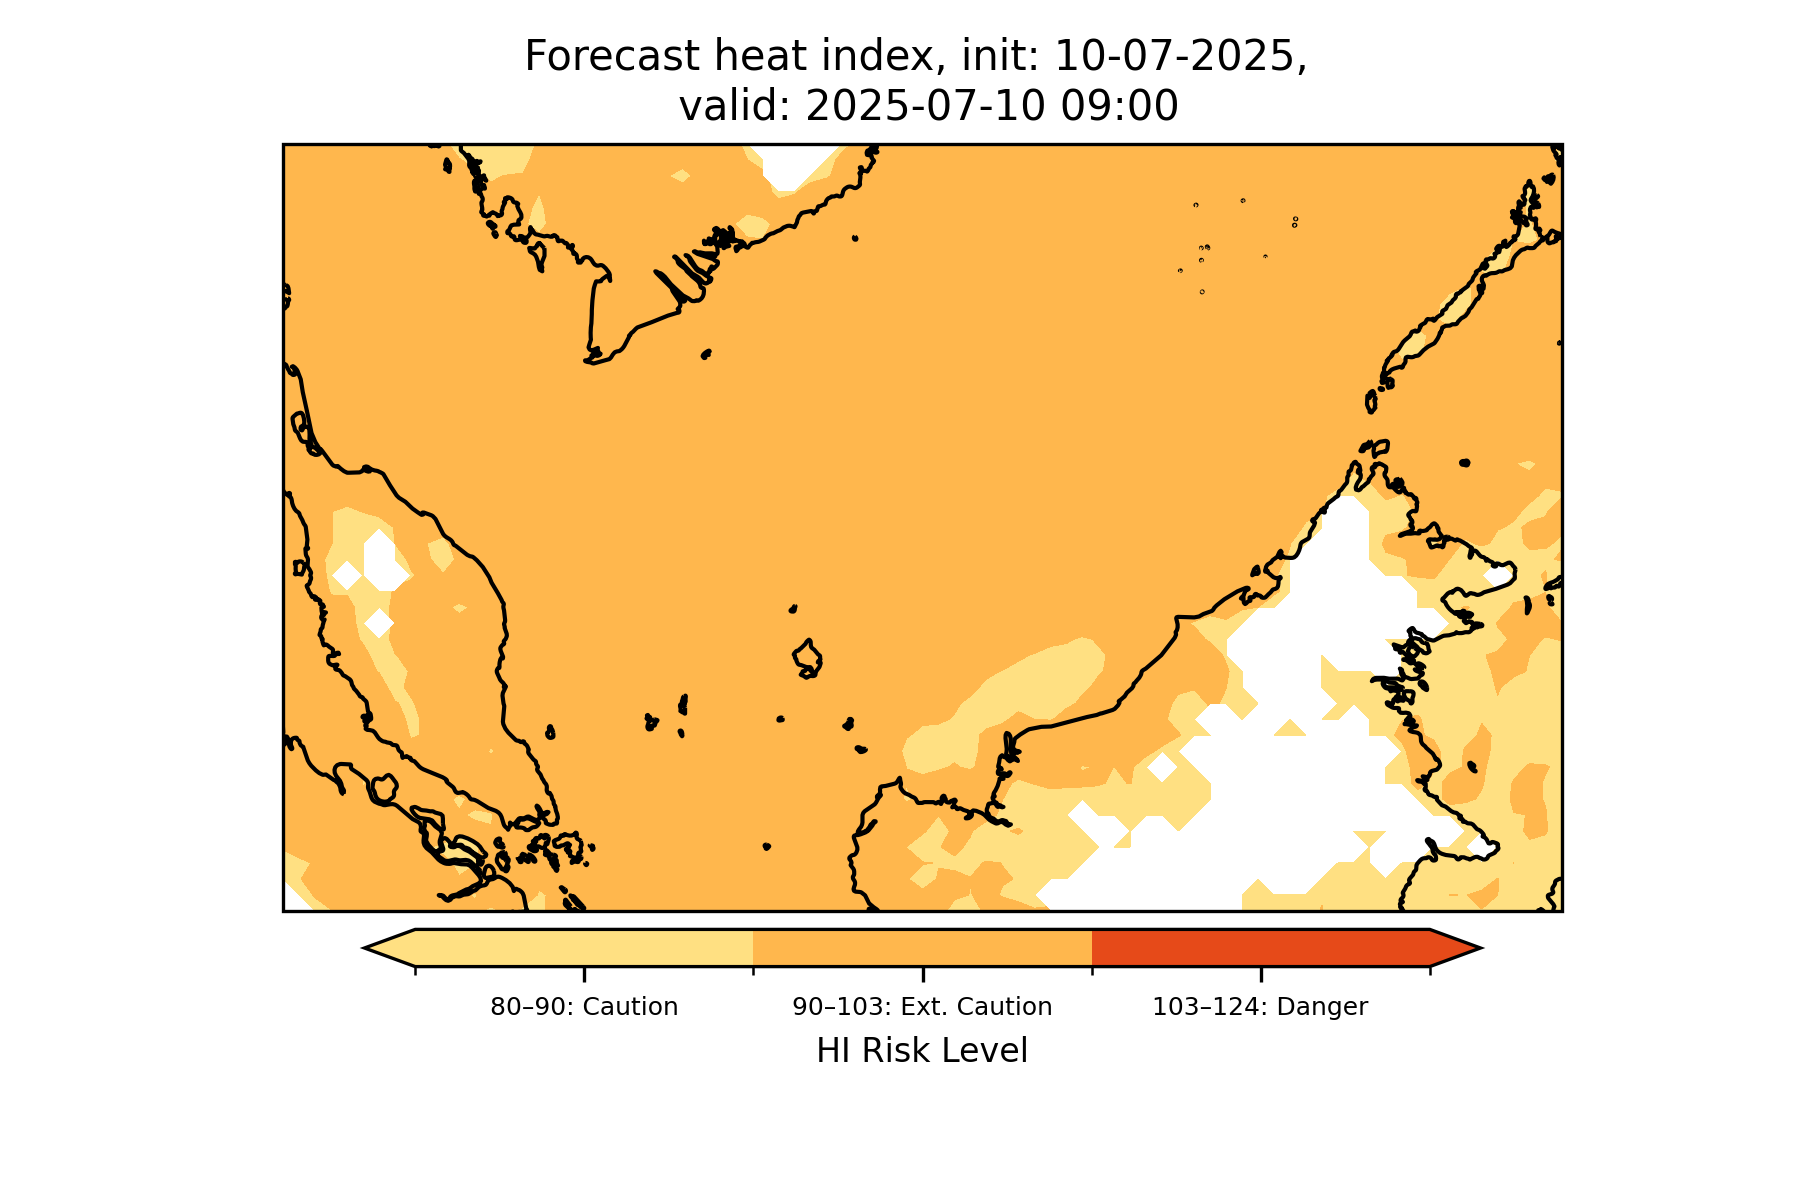 Forecast heat index, init: 10-07-2025,
valid: 2025-07-10 09:00
80–90: Caution
90–103: Ext. Caution
103–124: Danger
HI Risk Level